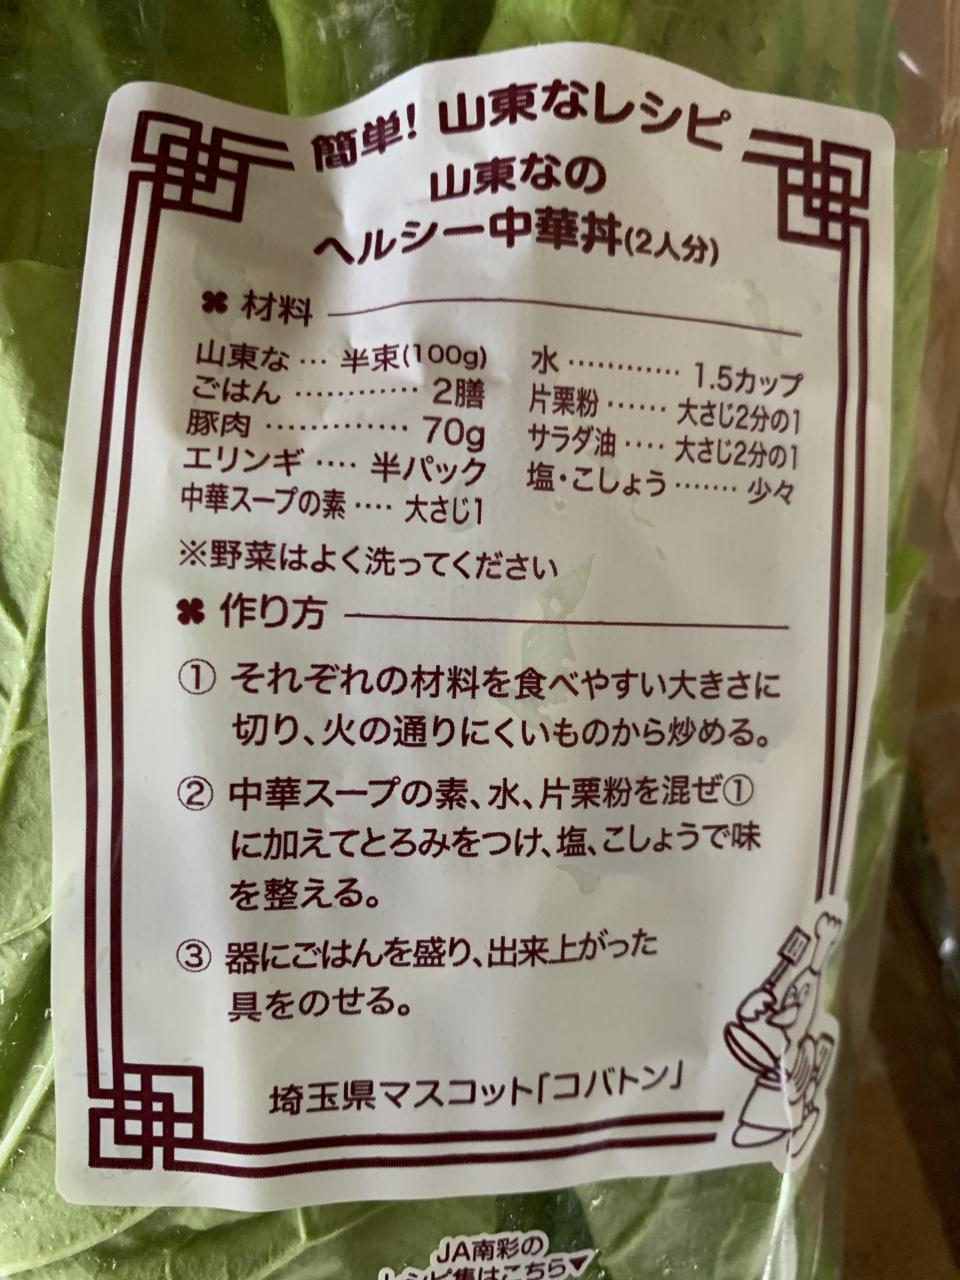 簡単! 山東なレシピ
山東なの
ヘルシー中華丼(2人分)
材料
山東な … 半束(100g)
ごはん ………… 2膳
豚肉 ………… 70g
エリンギ …. 半パック
中華スープの素 …. 大さじ1
水 ………… 1.5カップ
片栗粉 …… 大さじ2分の1
サラダ油 …. 大さじ2分の1
塩・こしょう …… 少々
※野菜はよく洗ってください
作り方
① それぞれの材料を食べやすい大きさに
切り、火の通りにくいものから炒める。
② 中華スープの素、水、片栗粉を混ぜ①
に加えてとろみをつけ、塩、こしょうで味
を整える。
③ 器にごはんを盛り、出来上がった
具をのせる。
埼玉県マスコット「コバトン」
JA南彩の
レシピ集はこちら▼